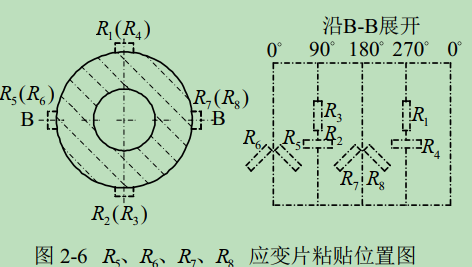 R₁(R₄)
沿B-B展开
0° 90° 180° 270° 0°
R₅(R₆)
R₇(R₈)
B
B
R₃
R₁
R₆ R₅ R₂
R₄
R₇ R₈
R₂(R₃)
图 2-6 R₅、R₆、R₇、R₈ 应变片粘贴位置图